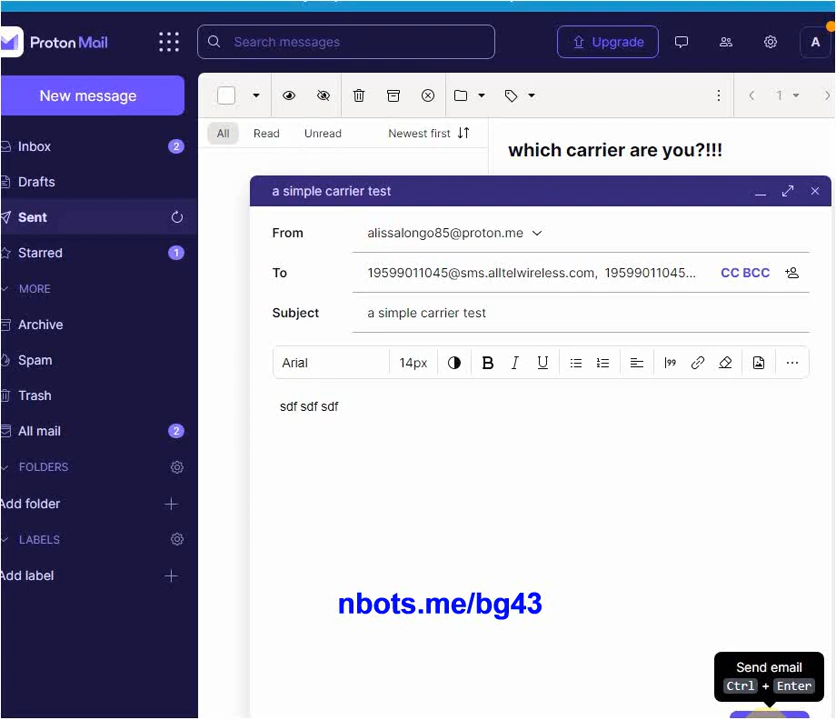 ProtonMail
Search messages
Upgrade
A
New message
1
Inbox 2
All Read Unread Newest first
which carrier are you?!!!
Drafts
a simple carrier test
Sent
From alissalongo85@proton.me
Starred 1
To 19599011045@sms.alltelwireless.com, 19599011045... CC BCC
MORE
Subject a simple carrier test
Archive
Spam
Arial 14px B I U 99 ...
Trash
sdf sdf sdf
All mail 2
FOLDERS
Add folder
LABELS
Add label
nbots.me/bg43
Send email
Ctrl + Enter